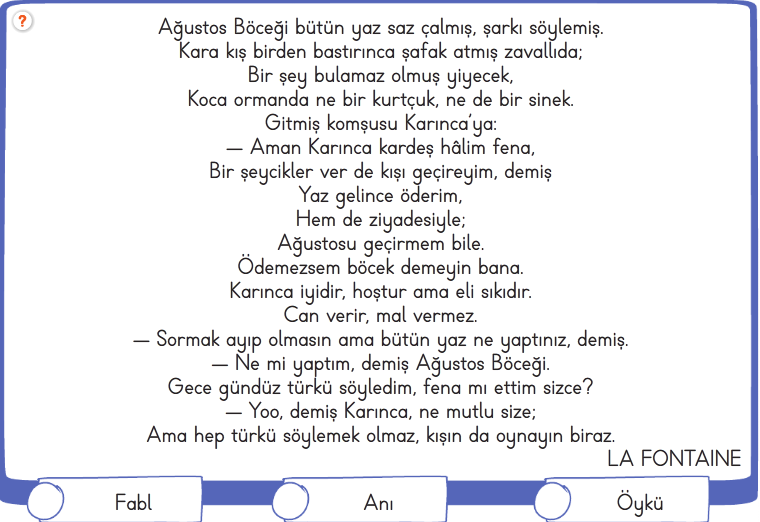 ?
Ağustos Böceği bütün yaz saz çalmış, şarkı söylemiş.
Kara kış birden bastırınca şafak atmış zavallıda;
Bir şey bulamaz olmuş yiyecek,
Koca ormanda ne bir kurtçuk, ne de bir sinek.
Gitmiş komşusu Karınca'ya:
— Aman Karınca kardeş hâlim fena,
Bir şeycikler ver de kışı geçireyim, demiş
Yaz gelince öderim,
Hem de ziyadesiyle;
Ağustosu geçirmem bile.
Ödemezsem böcek demeyin bana.
Karınca iyidir, hoştur ama eli sıkıdır.
Can verir, mal vermez.
— Sormak ayıp olmasın ama bütün yaz ne yaptınız, demiş.
— Ne mi yaptım, demiş Ağustos Böceği.
Gece gündüz türkü söyledim, fena mı ettim sizce?
— Yoo, demiş Karınca, ne mutlu size;
Ama hep türkü söylemek olmaz, kışın da oynayın biraz.
LA FONTAINE
Fabl
Anı
Öykü